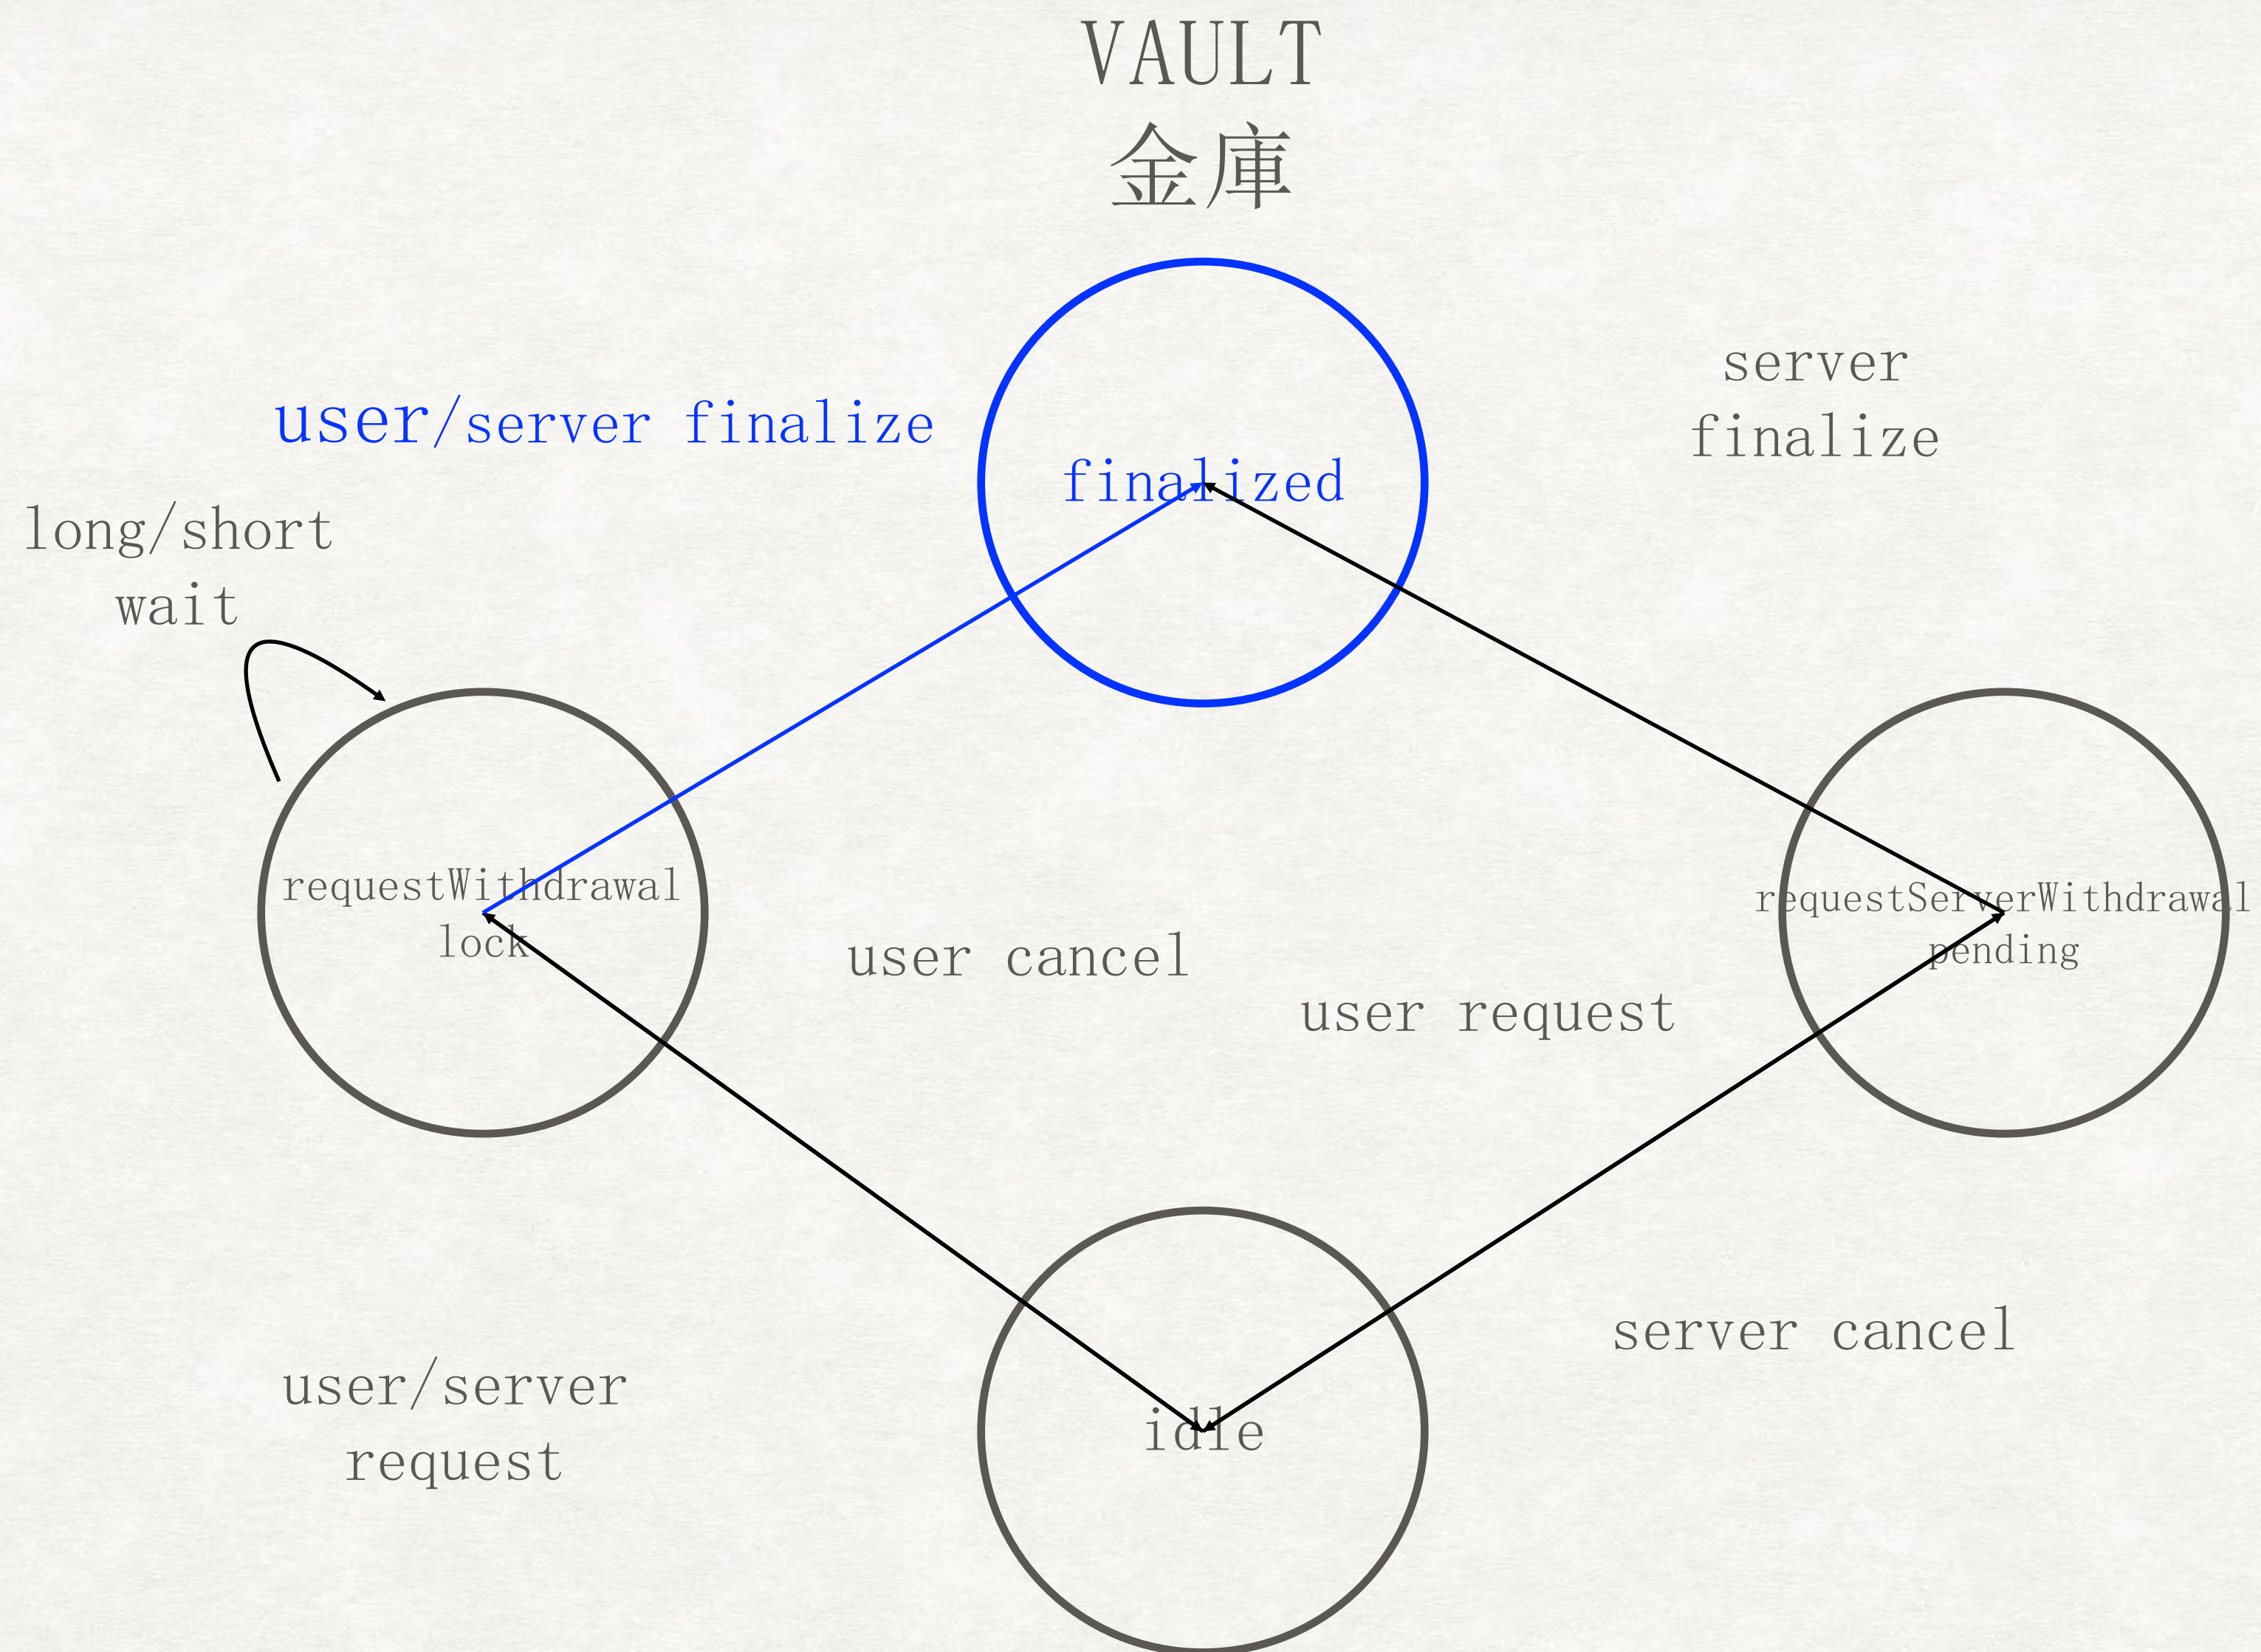 VAULT
金庫
server
finalize
user/server finalize
finalized
long/short
wait
requestWithdrawal
lock
requestServerWithdrawal
pending
user cancel
user request
server cancel
user/server
request
idle